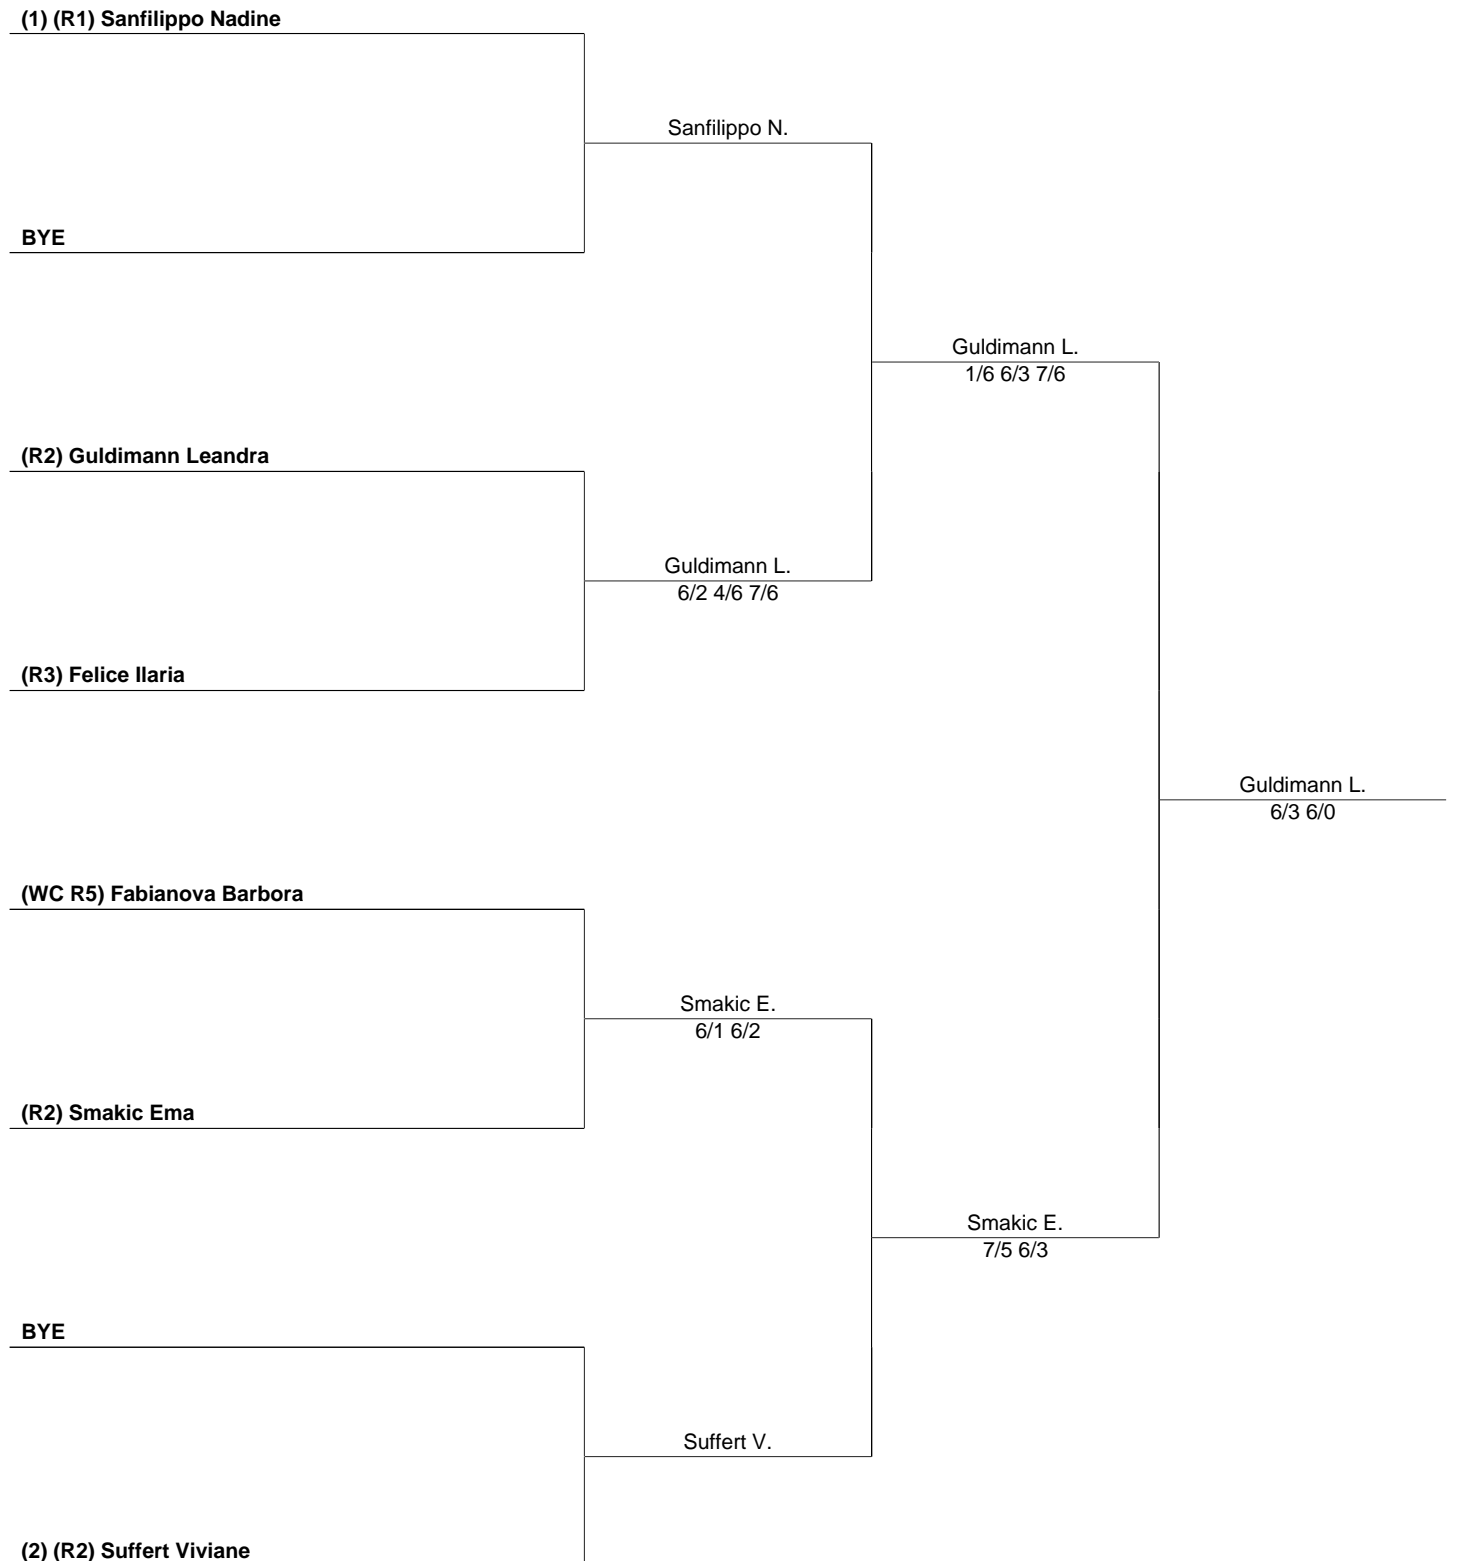 (1) (R1) Sanfilippo Nadine
Sanfilippo N.
BYE
Guldimann L.
1/6 6/3 7/6
(R2) Guldimann Leandra
Guldimann L.
6/2 4/6 7/6
(R3) Felice Ilaria
Guldimann L.
6/3 6/0
(WC R5) Fabianova Barbora
Smakic E.
6/1 6/2
(R2) Smakic Ema
Smakic E.
7/5 6/3
BYE
Suffert V.
(2) (R2) Suffert Viviane